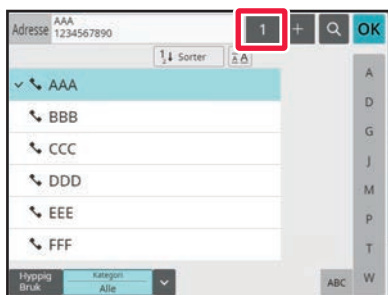 Adresse AAA
1234567890
1
OK
Sorter
AAA
BBB
CCC
DDD
EEE
FFF
A
D
G
J
M
P
T
W
Hyppig
Bruk
Kategori
Alle
ABC